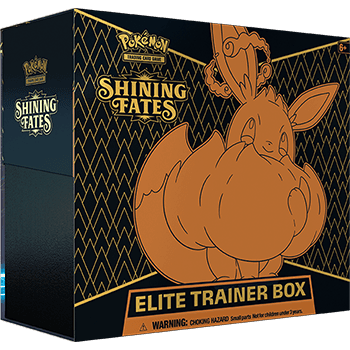 Pokémon
TRADING CARD GAME
SHINING
FATES
6+
Pokémon
SHINING
FATES
ELITE TRAINER BOX
WARNING: CHOKING HAZARD Small parts. Not for children under 3 years.